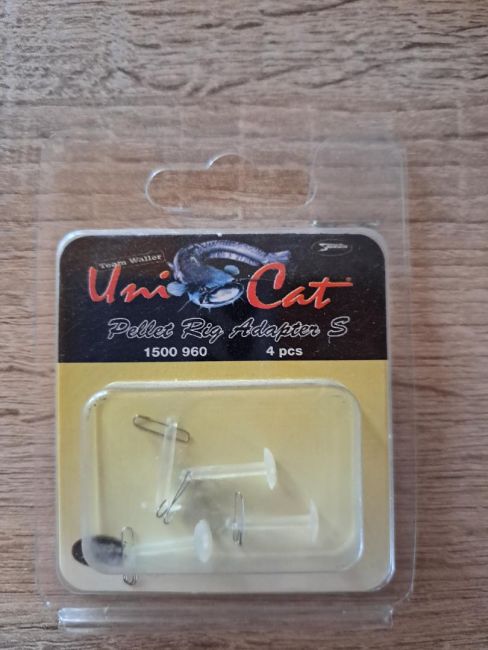 Team Waller
Uni Cat®
Pellet Rig Adapter S
1500 960 4 pcs